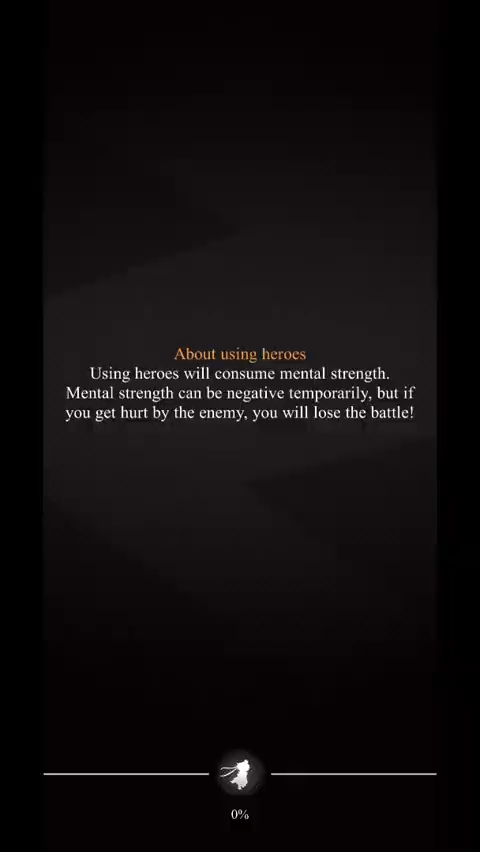 About using heroes
Using heroes will consume mental strength.
Mental strength can be negative temporarily, but if
you get hurt by the enemy, you will lose the battle!
0%